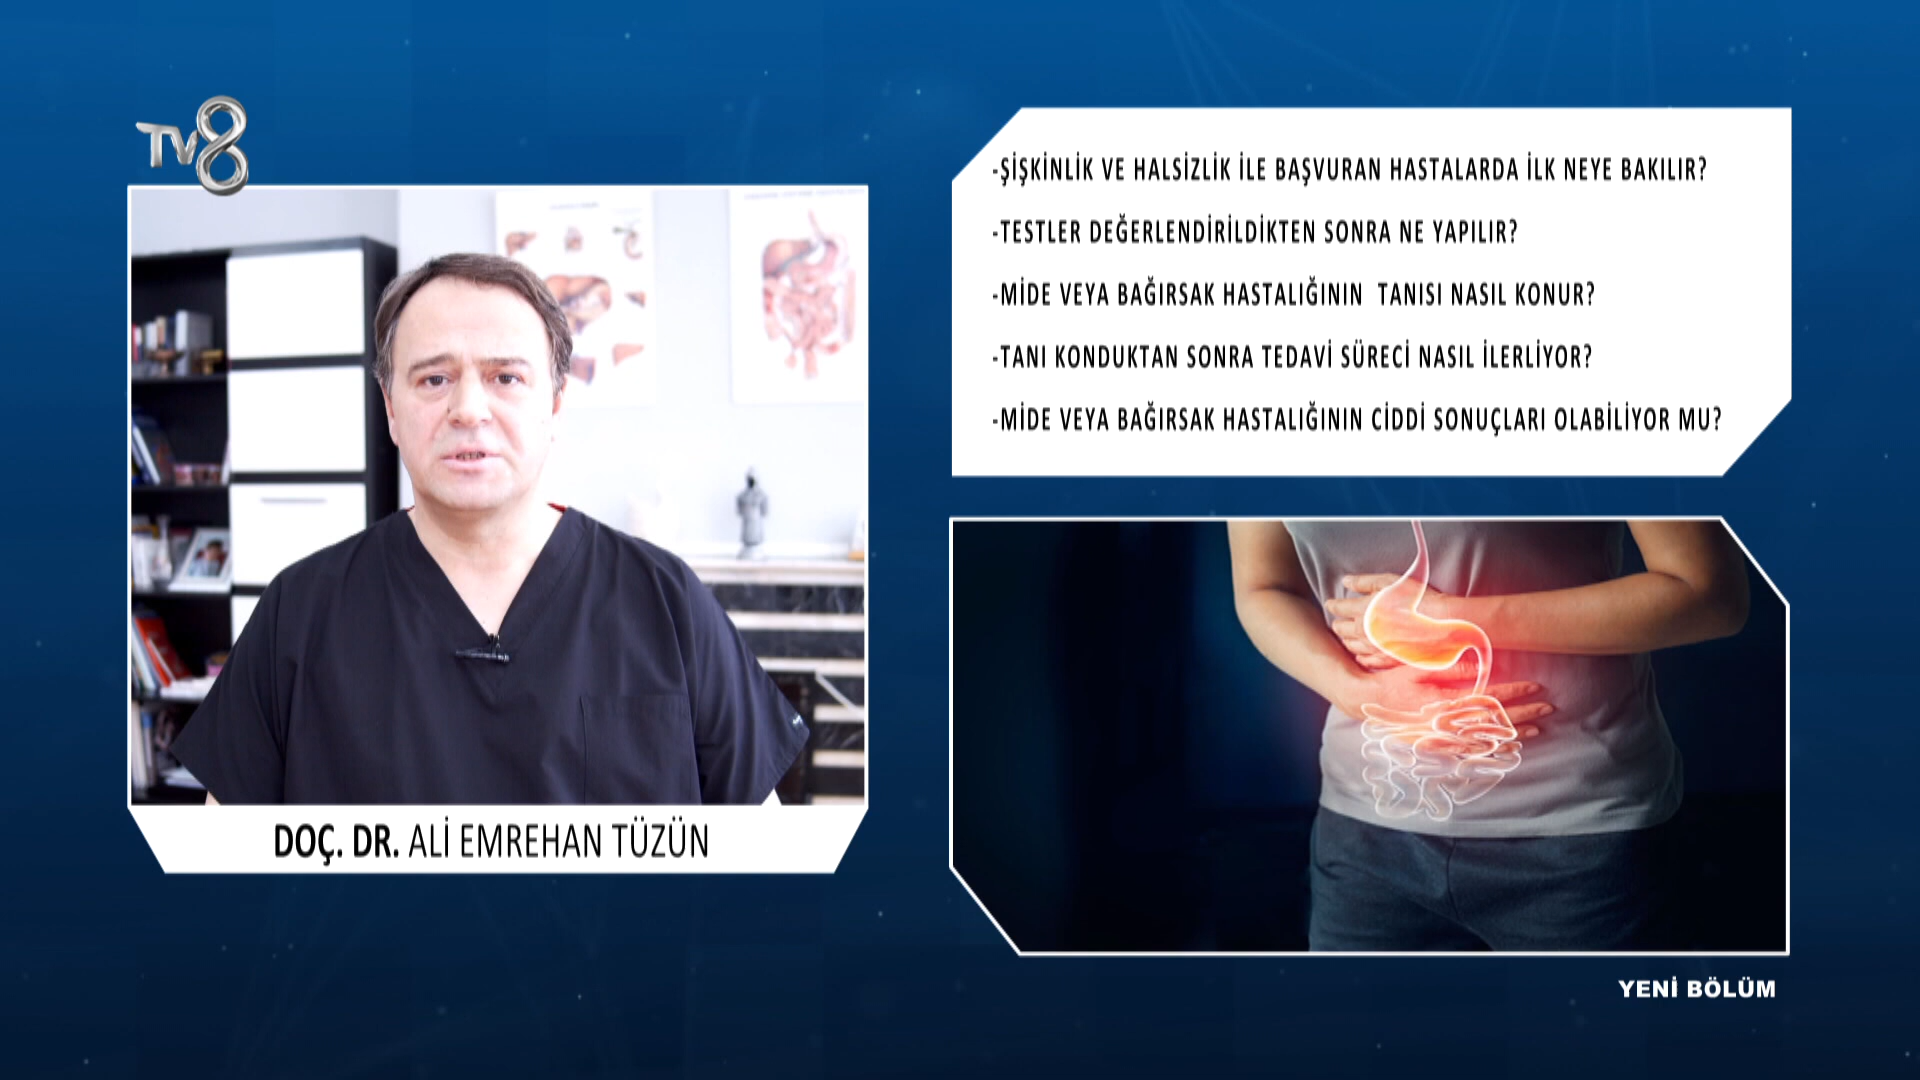 TV8
-ŞİŞKİNLİK VE HALSİZLİK İLE BAŞVURAN HASTALARDA İLK NEYE BAKILIR?
-TESTLER DEĞERLENDİRİLDİKTEN SONRA NE YAPILIR?
-MİDE VEYA BAĞIRSAK HASTALIĞININ  TANISI NASIL KONUR?
-TANI KONDUKTAN SONRA TEDAVİ SÜRECİ NASIL İLERLİYOR?
-MİDE VEYA BAĞIRSAK HASTALIĞININ CİDDİ SONUÇLARI OLABİLİYOR MU?
DOÇ. DR. ALİ EMREHAN TÜZÜN
YENİ BÖLÜM